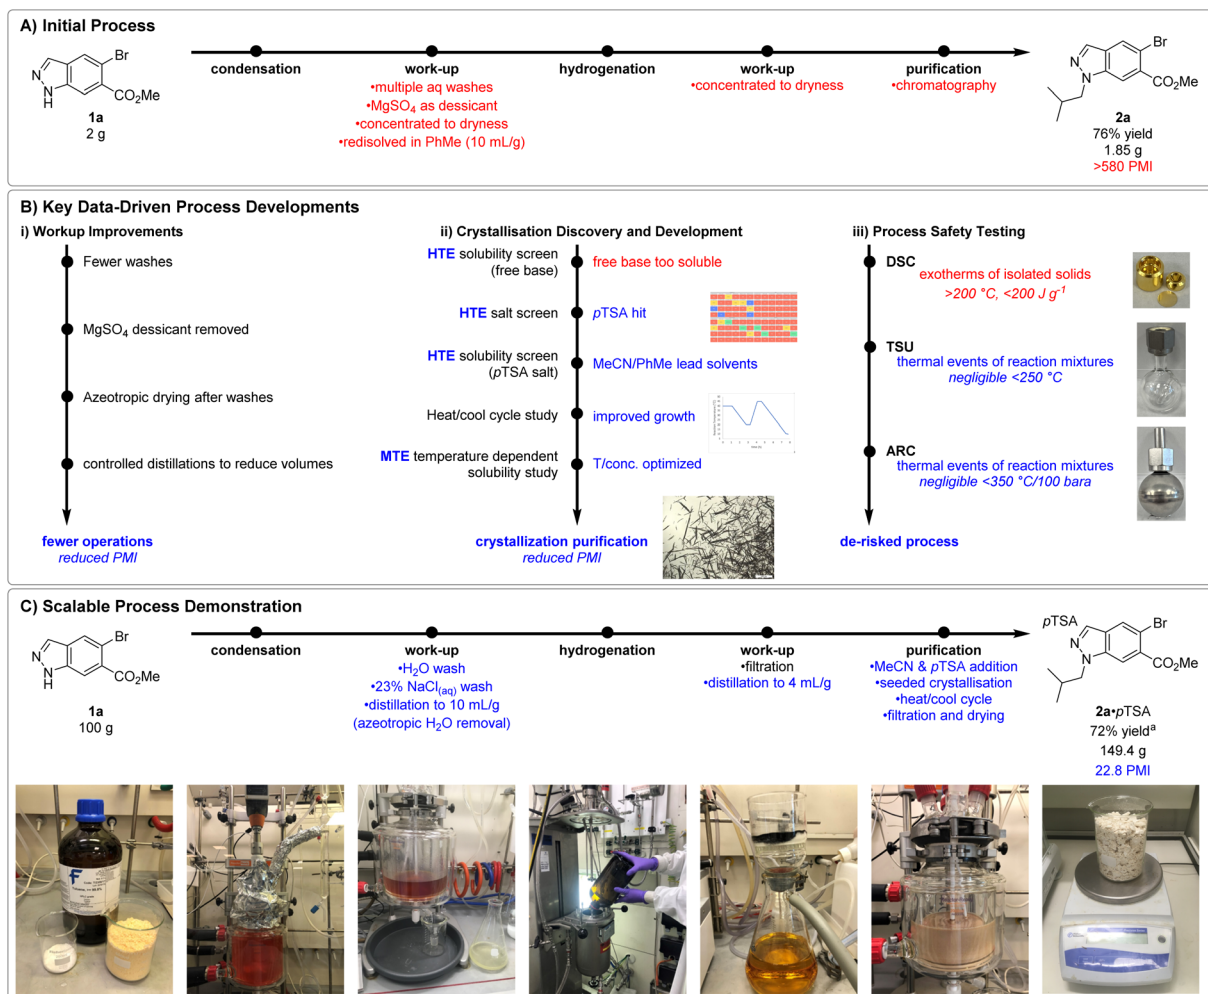 A) Initial Process
Br
N
N
H
CO2Me
1a
2 g
condensation
work-up
•multiple aq washes
•MgSO4 as dessicant
•concentrated to dryness
•redisolved in PhMe (10 mL/g)
hydrogenation
work-up
•concentrated to dryness
purification
•chromatography
Br
N
N
CO2Me
2a
76% yield
1.85 g
>580 PMI
B) Key Data-Driven Process Developments
i) Workup Improvements
Fewer washes
MgSO4 dessicant removed
Azeotropic drying after washes
controlled distillations to reduce volumes
fewer operations
reduced PMI
ii) Crystallisation Discovery and Development
HTE solubility screen
(free base)
free base too soluble
HTE salt screen
pTSA hit
HTE solubility screen
(pTSA salt)
MeCN/PhMe lead solvents
Heat/cool cycle study
improved growth
MTE temperature dependent
solubility study
T/conc. optimized
crystallization purification
reduced PMI
iii) Process Safety Testing
DSC
exotherms of isolated solids
>200 °C, <200 J g-1
TSU
thermal events of reaction mixtures
negligible <250 °C
ARC
thermal events of reaction mixtures
negligible <350 °C/100 bara
de-risked process
C) Scalable Process Demonstration
Br
N
N
H
CO2Me
1a
100 g
condensation
work-up
•H2O wash
•23% NaCl(aq) wash
•distillation to 10 mL/g
(azeotropic H2O removal)
hydrogenation
work-up
•filtration
•distillation to 4 mL/g
purification
•MeCN & pTSA addition
•seeded crystallisation
•heat/cool cycle
•filtration and drying
pTSA
Br
N
N
CO2Me
2a•pTSA
72% yielda
149.4 g
22.8 PMI